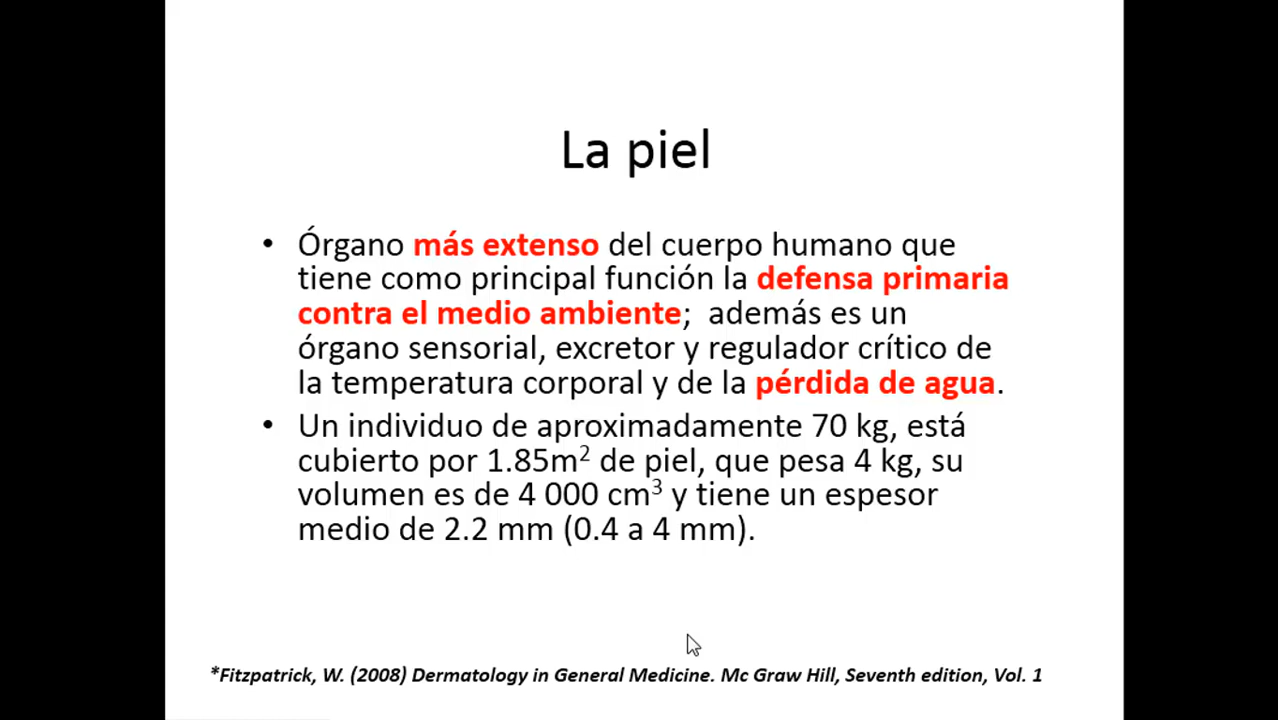 La piel
• Órgano más extenso del cuerpo humano que
tiene como principal función la defensa primaria
contra el medio ambiente; además es un
órgano sensorial, excretor y regulador crítico de
la temperatura corporal y de la pérdida de agua.
• Un individuo de aproximadamente 70 kg, está
cubierto por 1.85m² de piel, que pesa 4 kg, su
volumen es de 4 000 cm³ y tiene un espesor
medio de 2.2 mm (0.4 a 4 mm).
*Fitzpatrick, W. (2008) Dermatology in General Medicine. Mc Graw Hill, Seventh edition, Vol. 1